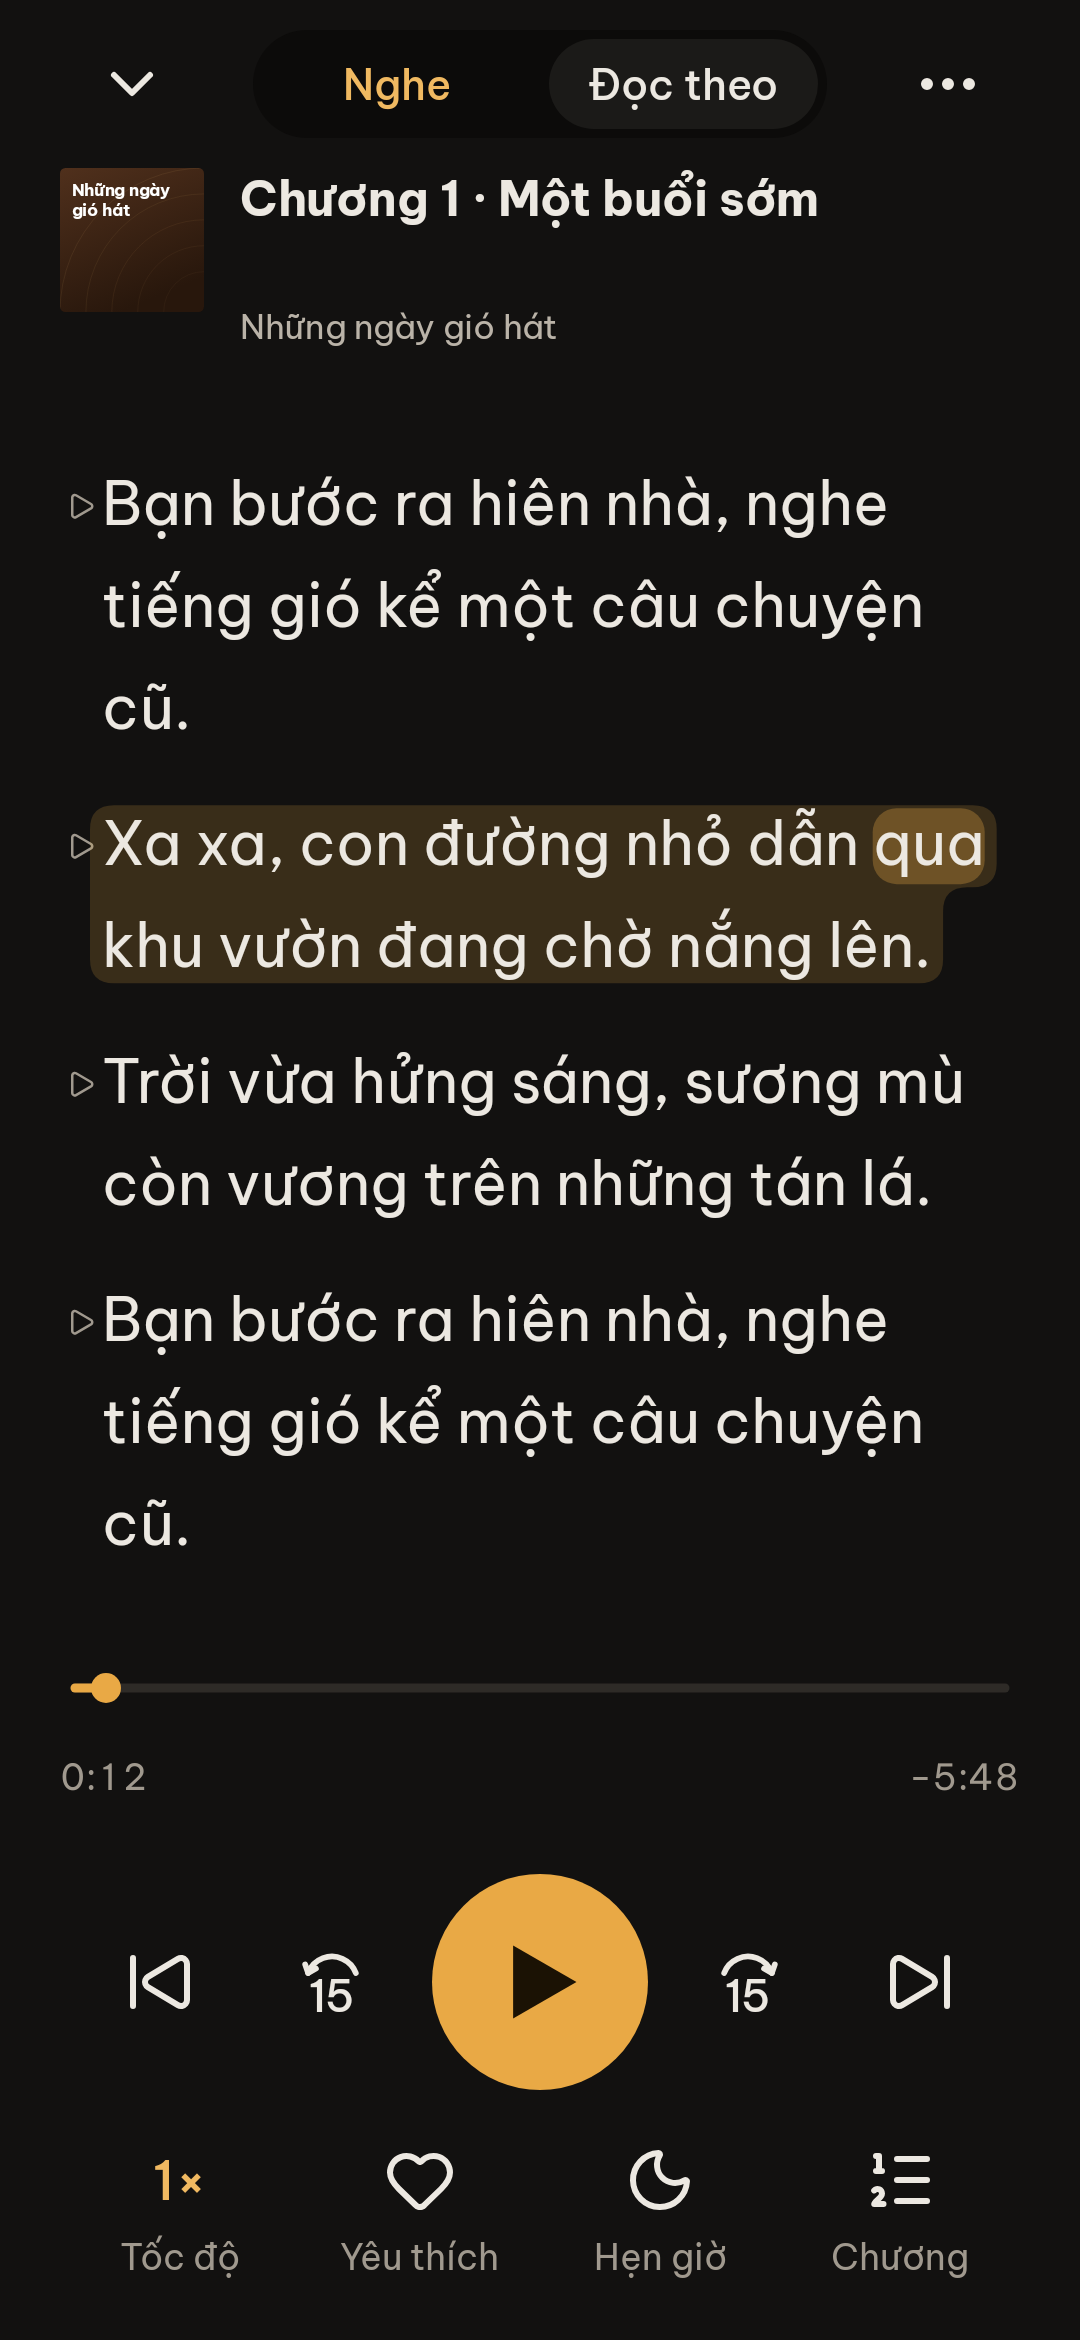 Nghe
Đọc theo
Những ngày
gió hát
Chương 1 · Một buổi sớm
Những ngày gió hát
Bạn bước ra hiên nhà, nghe
tiếng gió kể một câu chuyện
cũ.
Xa xa, con đường nhỏ dẫn qua
khu vườn đang chờ nắng lên.
Trời vừa hửng sáng, sương mù
còn vương trên những tán lá.
Bạn bước ra hiên nhà, nghe
tiếng gió kể một câu chuyện
cũ.
0:12
-5:48
15
15
1×
Tốc độ
Yêu thích
Hẹn giờ
Chương